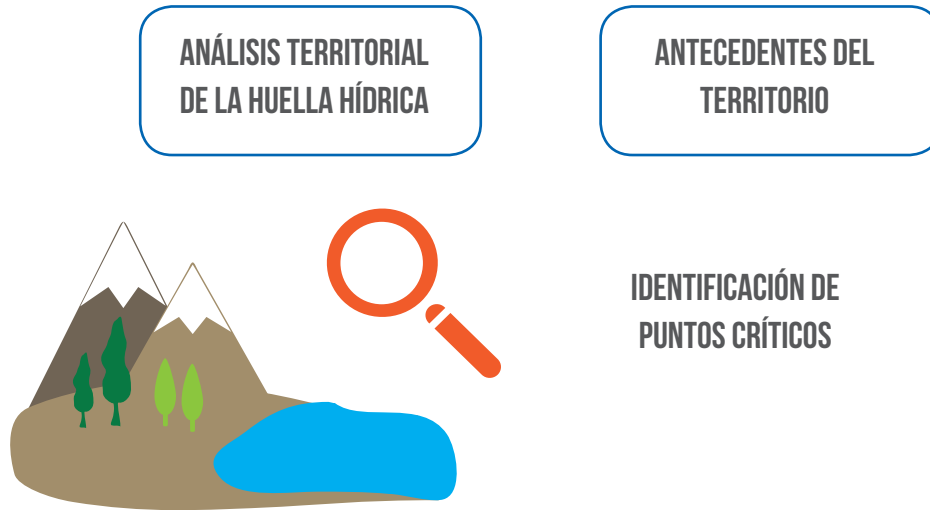 ANÁLISIS TERRITORIAL
DE LA HUELLA HÍDRICA
ANTECEDENTES DEL
TERRITORIO
IDENTIFICACIÓN DE
PUNTOS CRÍTICOS